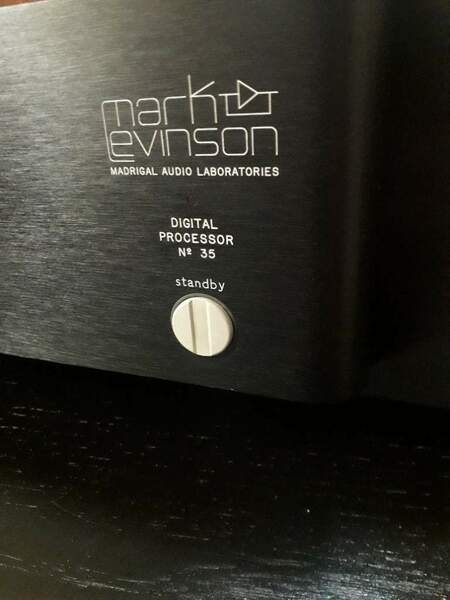 mark
Levinson
MADRIGAL AUDIO LABORATORIES
DIGITAL
PROCESSOR
Nº 35
standby